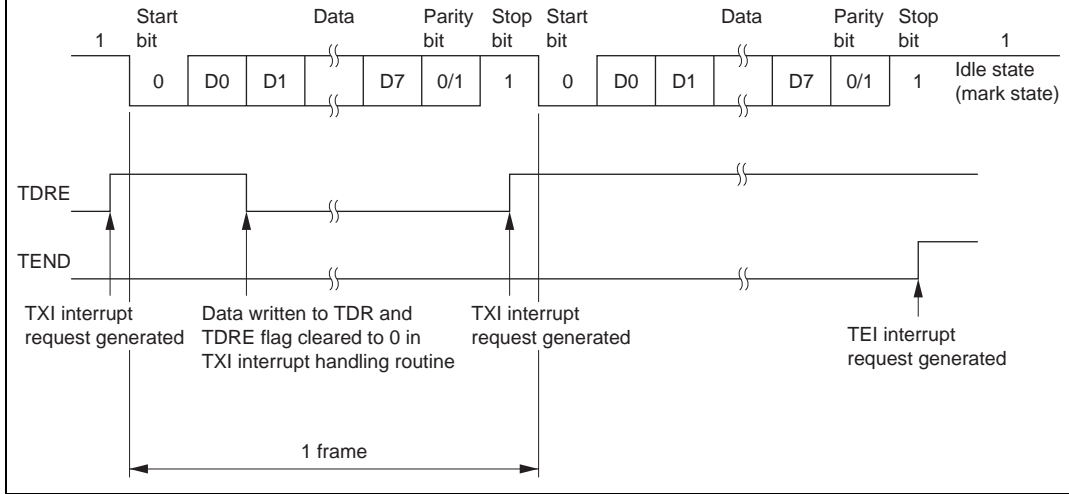 Start Data Parity Stop Start Data Parity Stop
1 bit bit bit bit bit bit 1
0 D0 D1 D7 0/1 1 0 D0 D1 D7 0/1 1 Idle state
(mark state)
TDRE
TEND
TXI interrupt
request generated
Data written to TDR and
TDRE flag cleared to 0 in
TXI interrupt handling routine
TXI interrupt
request generated
TEI interrupt
request generated
1 frame